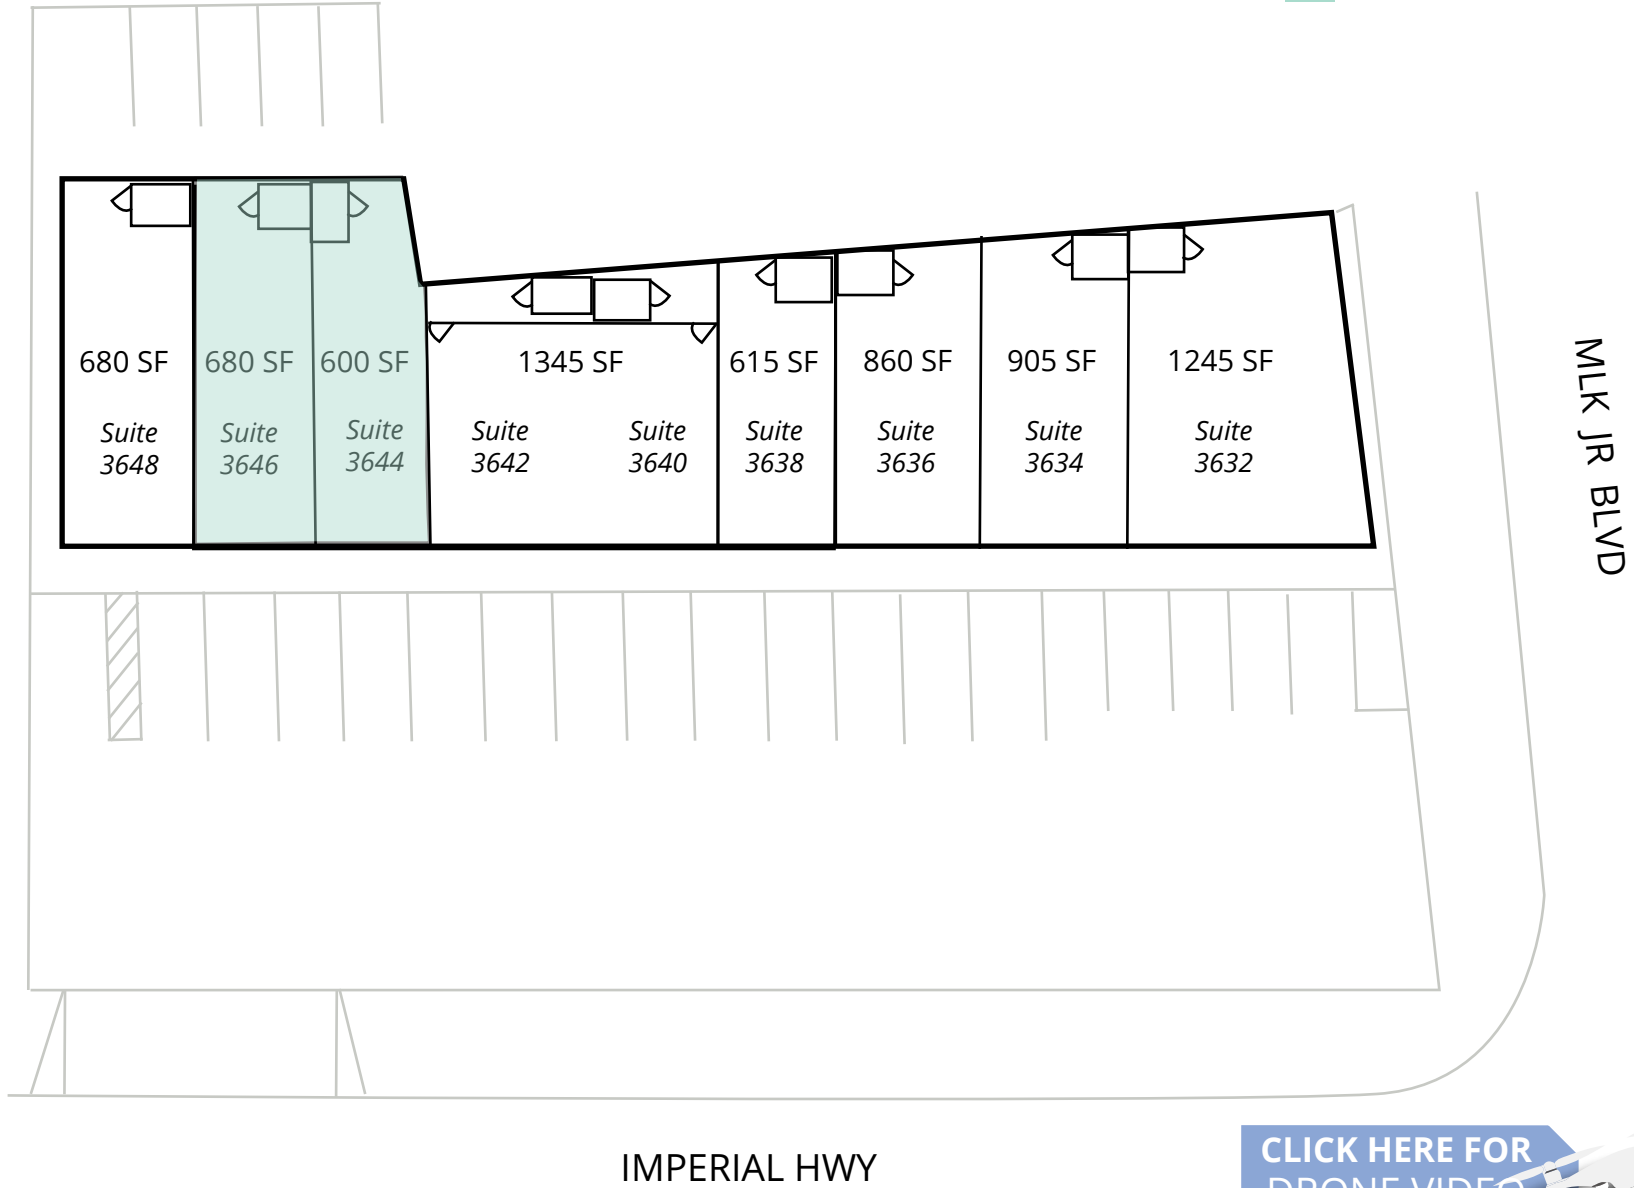 680 SF
680 SF
600 SF
1345 SF
615 SF
860 SF
905 SF
1245 SF
Suite
3648
Suite
3646
Suite
3644
Suite
3642
Suite
3640
Suite
3638
Suite
3636
Suite
3634
Suite
3632
MLK JR BLVD
IMPERIAL HWY
CLICK HERE FOR
DRONE VIDEO